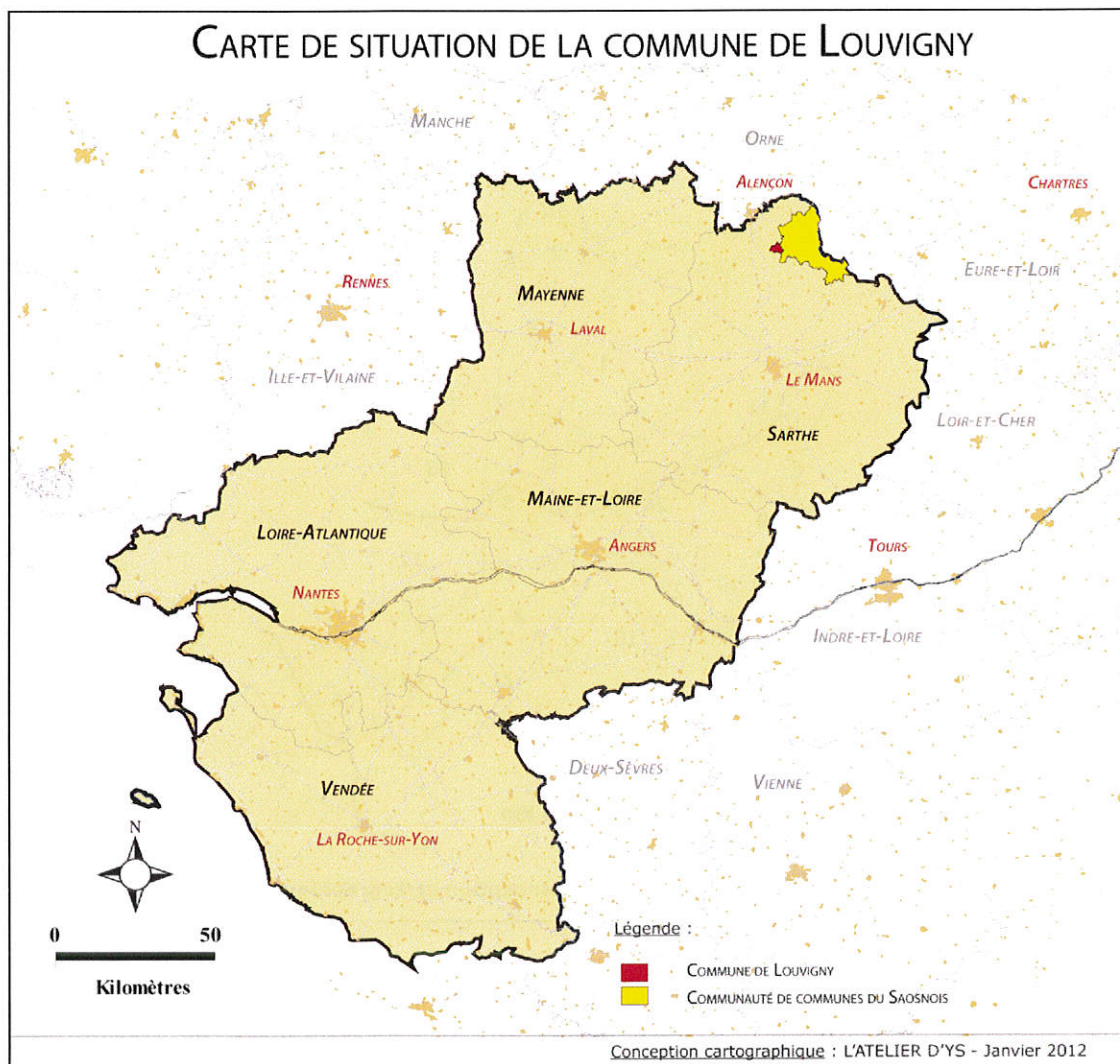 CARTE DE SITUATION DE LA COMMUNE DE LOUVIGNY
MANCHE
ORNE
ALENÇON
CHARTRES
EURE-ET-LOIR
RENNES
MAYENNE
LAVAL
ILLE-ET-VILAINE
LE MANS
LOIR-ET-CHER
SARTHE
MAINE-ET-LOIRE
LOIRE-ATLANTIQUE
ANGERS
TOURS
NANTES
INDRE-ET-LOIRE
DEUX-SÈVRES
VIENNE
VENDÉE
LA ROCHE-SUR-YON
N
0 50
Kilomètres
Légende :
COMMUNE DE LOUVIGNY
COMMUNAUTÉ DE COMMUNES DU SAOSNOIS
Conception cartographique : L'ATELIER D'YS - Janvier 2012